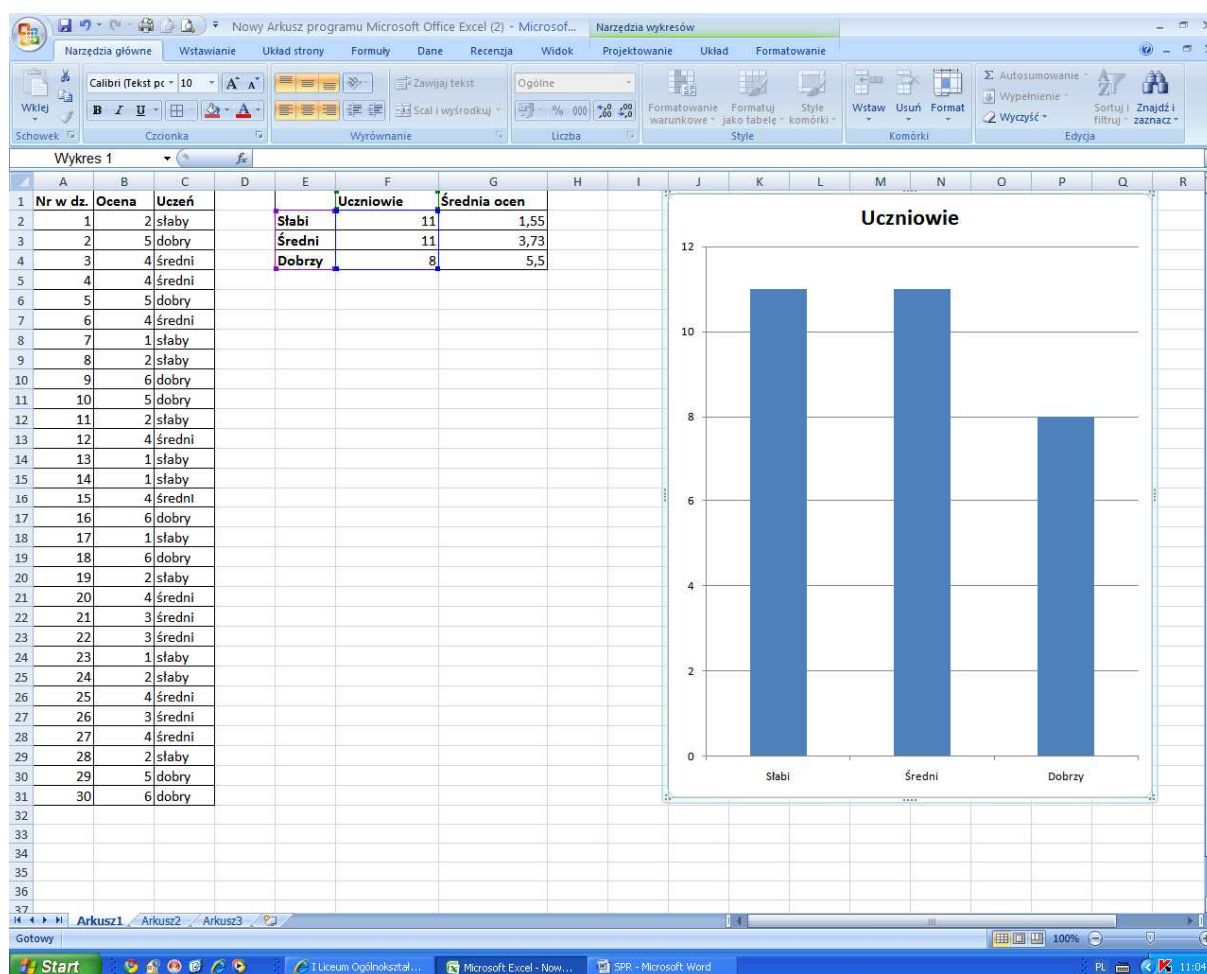 Nowy Arkusz programu Microsoft Office Excel (2) - Microsof... Narzędzia wykresów
Narzędzia główne Wstawianie Układ strony Formuły Dane Recenzja Widok Projektowanie Układ Formatowanie
Wklej Calibri (Tekst pc 10 A A Zawijaj tekst Ogólne Formatowanie warunkowe Formatuj jako tabelę Style komórki Wstaw Usuń Format Σ Autosumowanie Sortuj i filtruj Znajdź i zaznacz
B I U A Scal i wyśrodkuj % 000 Wypełnienie
Wyczyść
Schowek Czcionka Wyrównanie Liczba Style Komórki Edycja
Wykres 1 fx
A B C D E F G H I J K L M N O P Q R
1 Nr w dz. Ocena Uczeń Uczniowie Średnia ocen
2 1 2 słaby Słabi 11 1,55
3 2 5 dobry Średni 11 3,73
4 3 4 średni Dobrzy 8 5,5
5 4 4 średni
6 5 5 dobry
7 6 4 średni
8 7 1 słaby
9 8 2 słaby
10 9 6 dobry
11 10 5 dobry
12 11 2 słaby
13 12 4 średni
14 13 1 słaby
15 14 1 słaby
16 15 4 średnI
17 16 6 dobry
18 17 1 słaby
19 18 6 dobry
20 19 2 słaby
21 20 4 średni
22 21 3 średni
23 22 3 średni
24 23 1 słaby
25 24 2 słaby
26 25 4 średni
27 26 3 średni
28 27 4 średni
29 28 2 słaby
30 29 5 dobry
31 30 6 dobry
32
33
34
35
36
37
Uczniowie
12
10
8
6
4
2
0
Słabi Średni Dobrzy
Arkusz1 Arkusz2 Arkusz3
Gotowy 100%
Start I Liceum Ogólnokształ... Microsoft Excel - Now... SPR - Microsoft Word PL 11:04